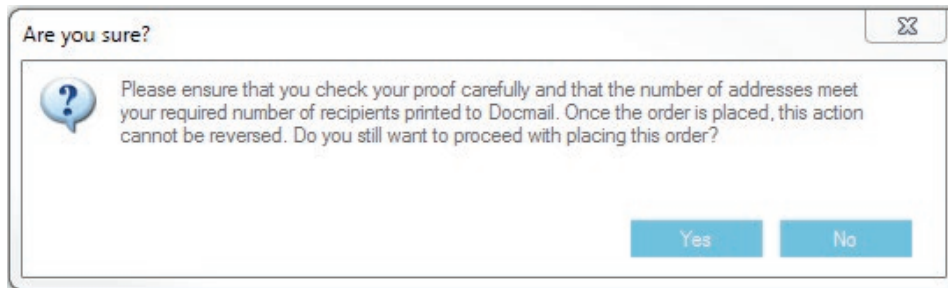 Are you sure?
Please ensure that you check your proof carefully and that the number of addresses meet
your required number of recipients printed to Docmail. Once the order is placed, this action
cannot be reversed. Do you still want to proceed with placing this order?
Yes No